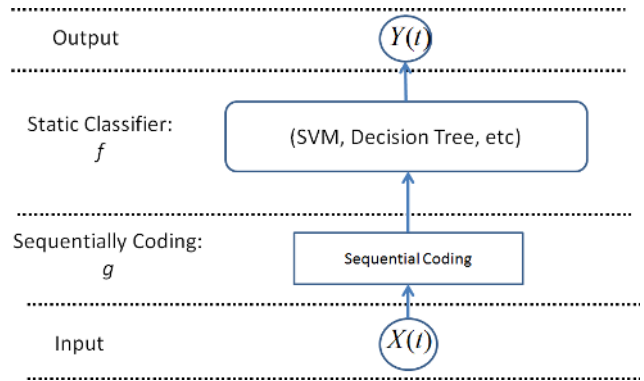 Output
Y(t)
Static Classifier:
f
(SVM, Decision Tree, etc)
Sequentially Coding:
g
Sequential Coding
Input
X(t)